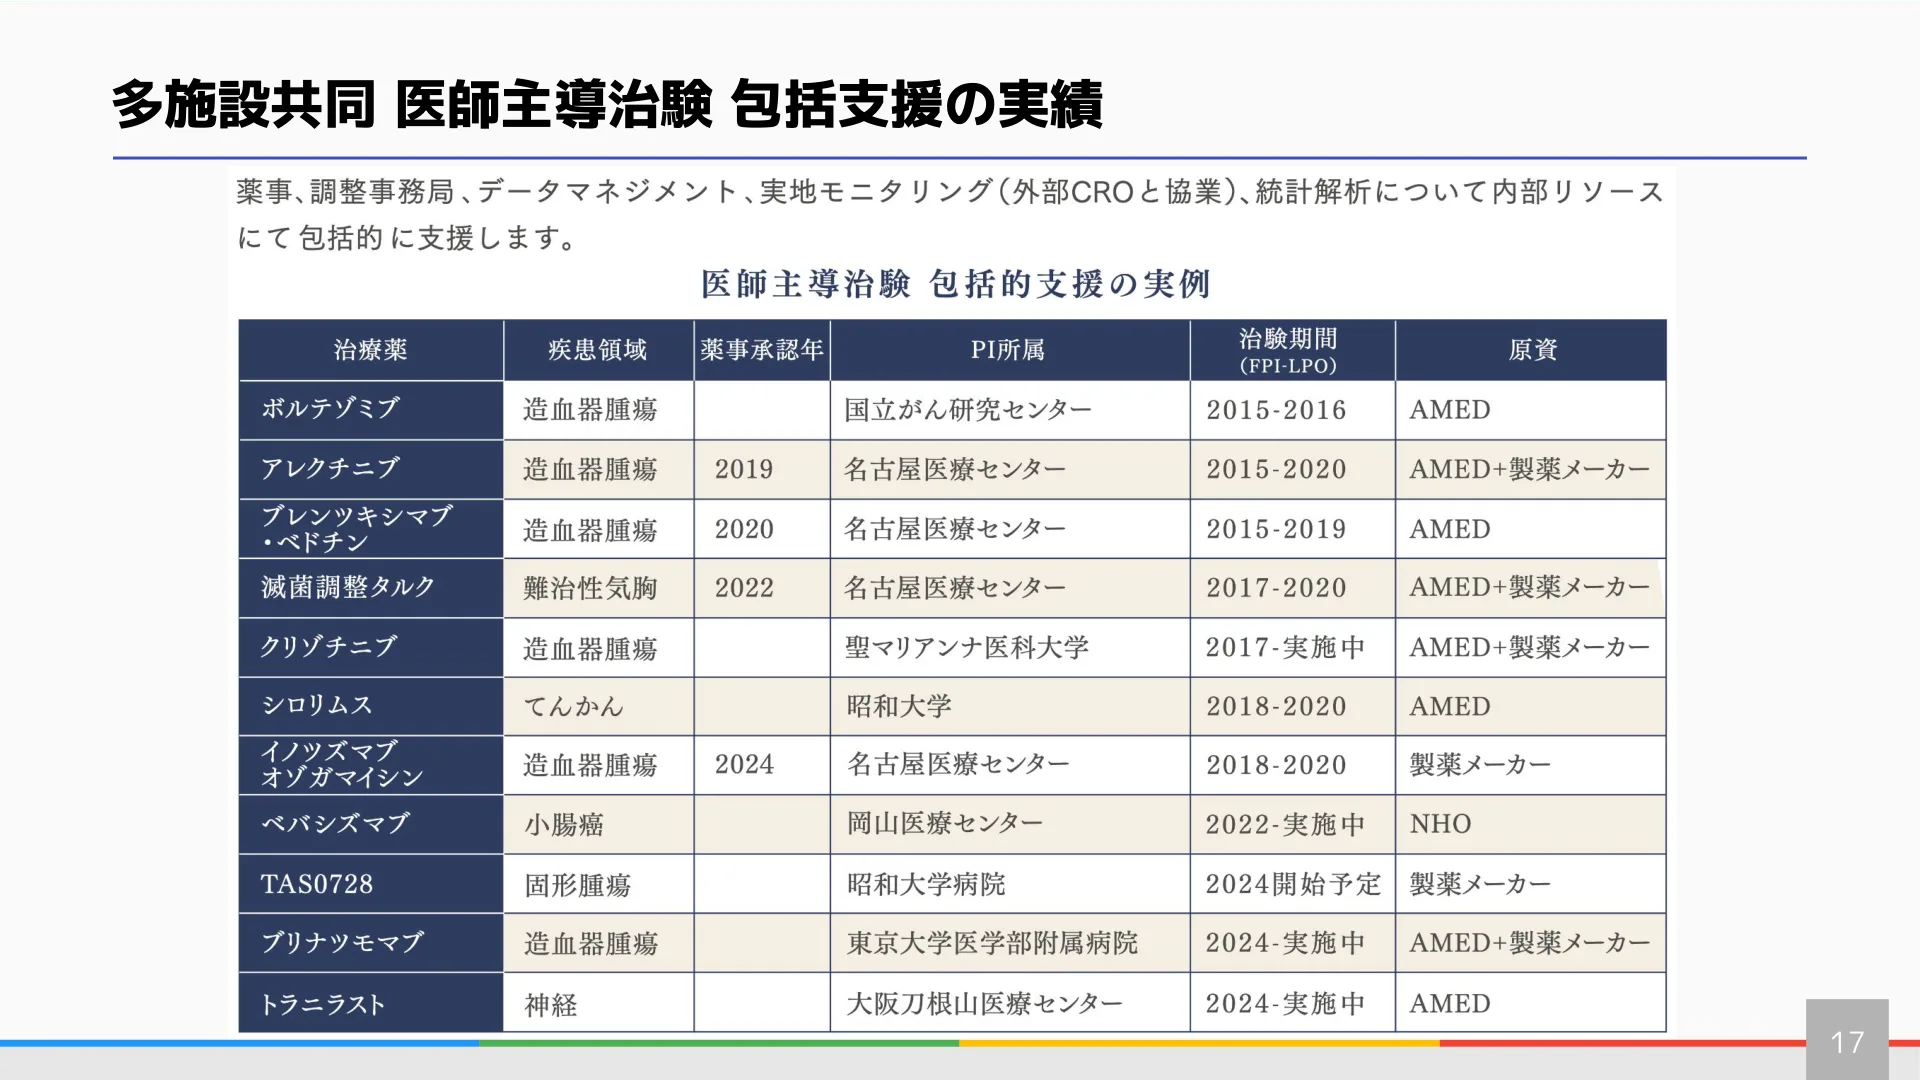 多施設共同 医師主導治験 包括支援の実績
薬事、調整事務局、データマネジメント、実地モニタリング(外部CROと協業)、統計解析について内部リソース
にて包括的に支援します。
医師主導治験 包括的支援の実例
治療薬 疾患領域 薬事承認年 PI所属 治験期間 (FPI-LPO) 原資
ボルテゾミブ 造血器腫瘍 国立がん研究センター 2015-2016 AMED
アレクチニブ 造血器腫瘍 2019 名古屋医療センター 2015-2020 AMED+製薬メーカー
ブレンツキシマブ・ベドチン 造血器腫瘍 2020 名古屋医療センター 2015-2019 AMED
滅菌調整タルク 難治性気胸 2022 名古屋医療センター 2017-2020 AMED+製薬メーカー
クリゾチニブ 造血器腫瘍 聖マリアンナ医科大学 2017-実施中 AMED+製薬メーカー
シロリムス てんかん 昭和大学 2018-2020 AMED
イノツズマブ オゾガマイシン 造血器腫瘍 2024 名古屋医療センター 2018-2020 製薬メーカー
ベバシズマブ 小腸癌 岡山医療センター 2022-実施中 NHO
TAS0728 固形腫瘍 昭和大学病院 2024開始予定 製薬メーカー
ブリナツモマブ 造血器腫瘍 東京大学医学部附属病院 2024-実施中 AMED+製薬メーカー
トラニラスト 神経 大阪刀根山医療センター 2024-実施中 AMED
17